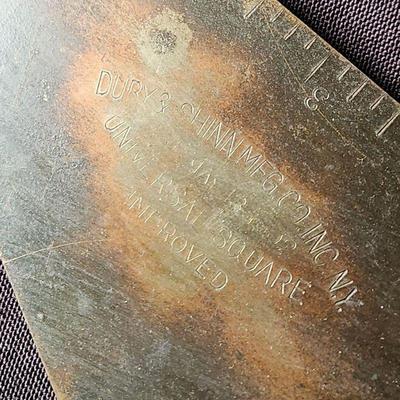 DURY & SHINN MFG. CO. INC. N.Y.
UNIVERSAL SQUARE
IMPROVED
3